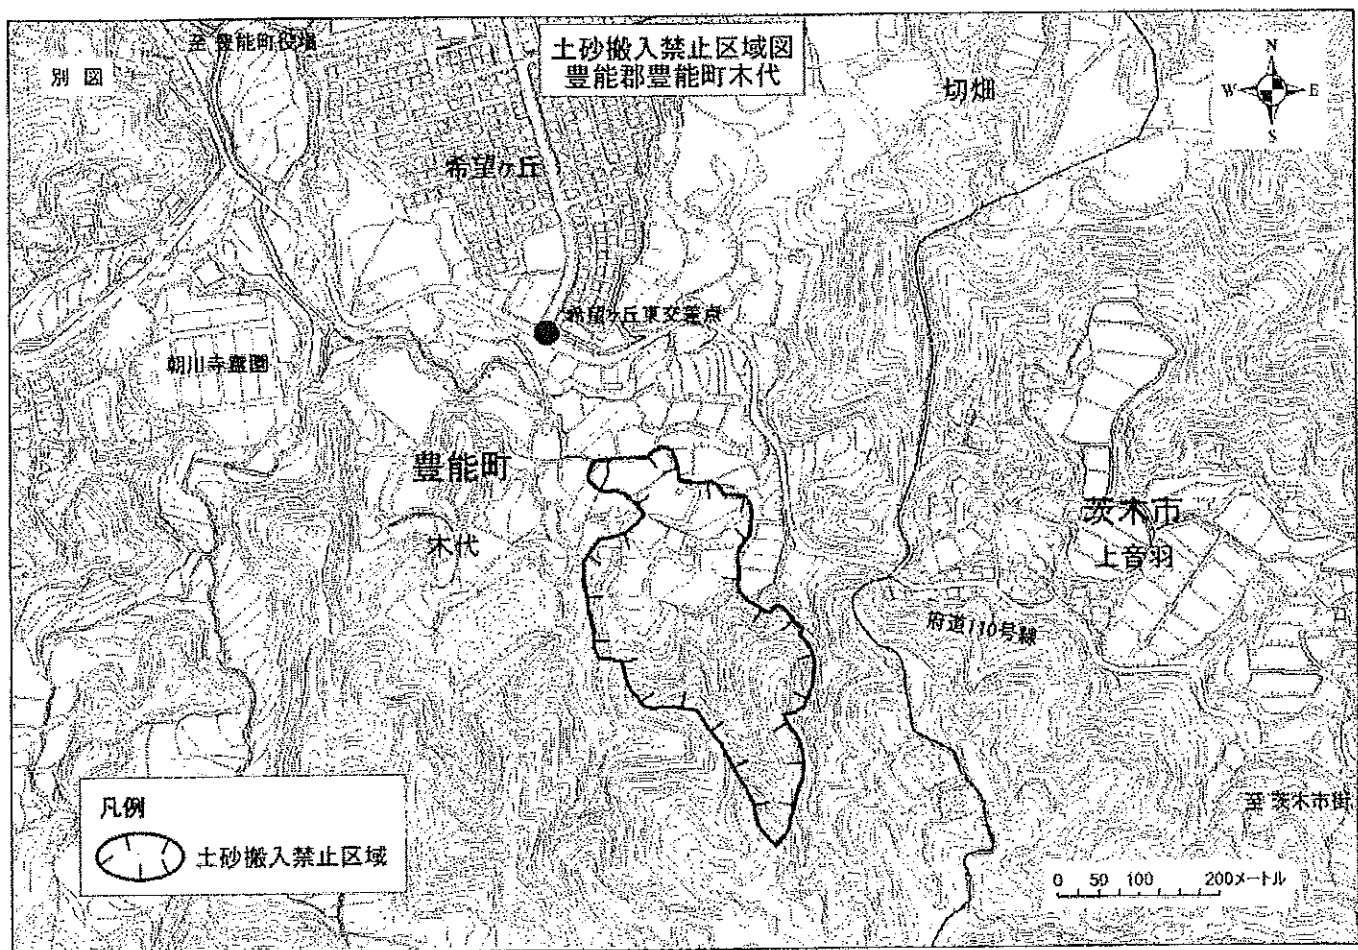 別図
至 豊能町役場
土砂搬入禁止区域図
豊能郡豊能町木代
切畑
N
W
E
S
希望ヶ丘
希望ヶ丘東交差点
朝川寺霊園
豊能町
木代
茨木市
上音羽
府道110号線
至 茨木市街
凡例
土砂搬入禁止区域
0 50 100 200メートル